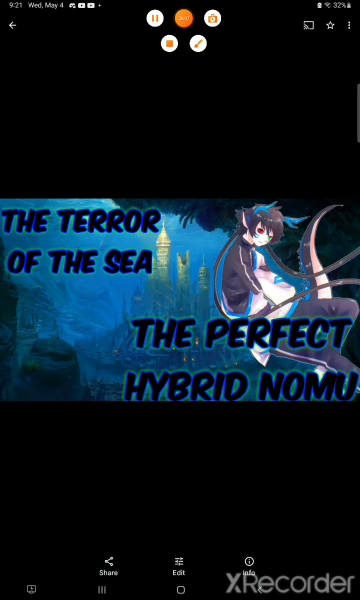 9:21 Wed, May 4
32%
THE TERROR
OF THE SEA
THE PERFECT
HYBRID NOMU
Share Edit Info
XRecorder